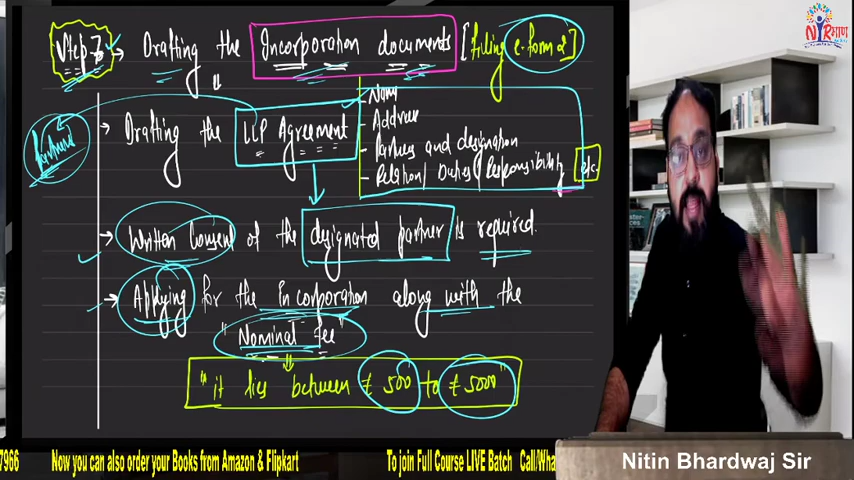 Step 3 → Drafting the Incorporation documents [filing e-form 2]
→ Drafting the LLP Agreement
- Name
- Address
- Partners and designation
- Relation/ Duties/ Responsibility etc.
→ Written Consent of the designated partner is required.
→ Applying for the Incorporation along with the
"Nominal Fee"
"it lies between ₹ 500 to ₹ 5000"
7966 Now you can also order your Books from Amazon & Flipkart To join Full Course LIVE Batch Call/Wha
Nitin Bhardwaj Sir